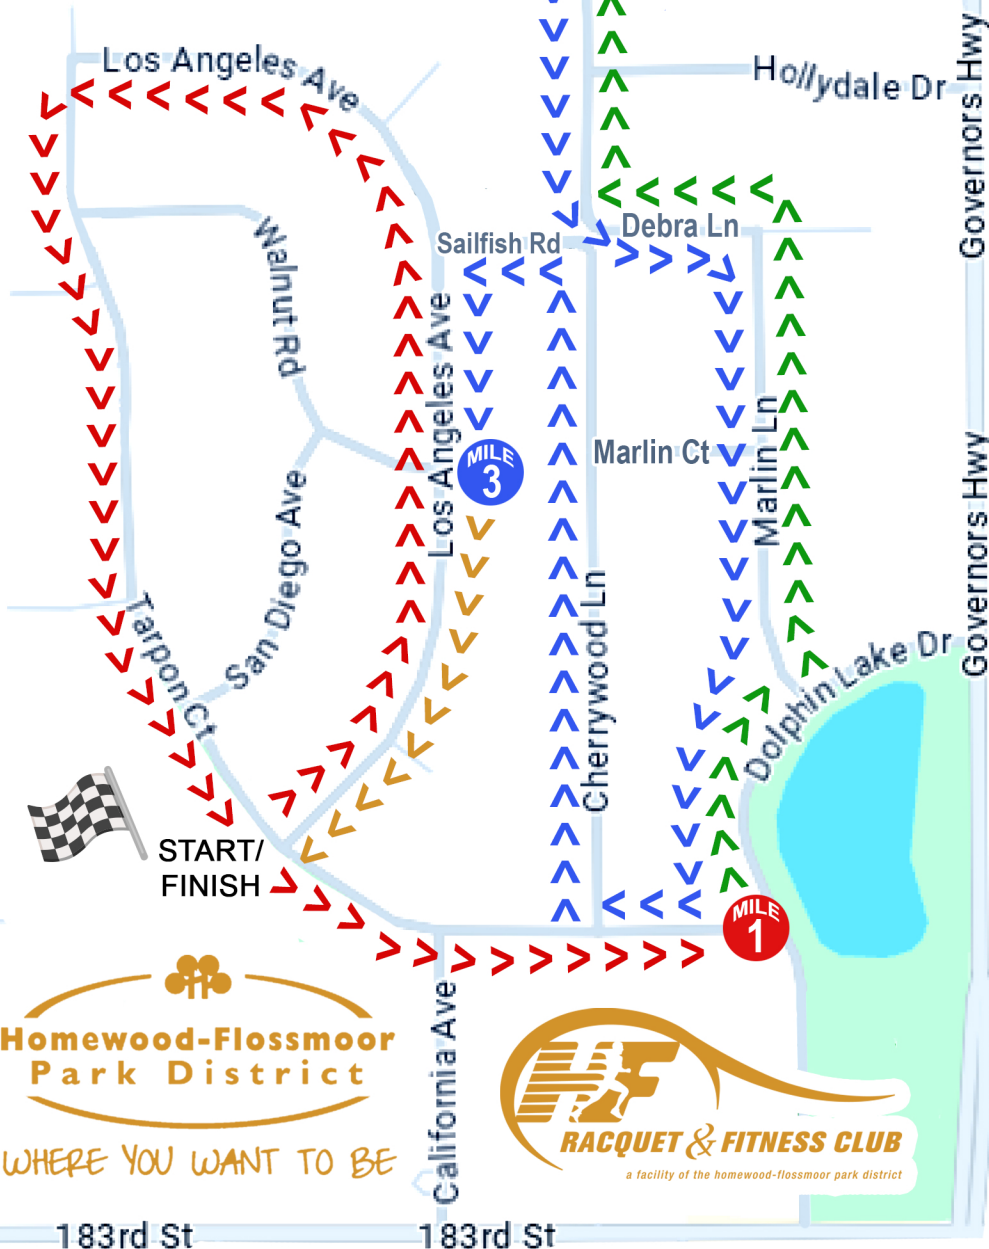 Los Angeles Ave
Hollydale Dr
Governors Hwy
Walnut Rd
Sailfish Rd
Debra Ln
Los Angeles Ave
MILE
3
Marlin Ct
Marlin Ln
Governors Hwy
San Diego Ave
Tarpon Ct
Cherrywood Ln
Dolphin Lake Dr
START/
FINISH
MILE
1
Homewood-Flossmoor
Park District
WHERE YOU WANT TO BE
California Ave
HF
RACQUET & FITNESS CLUB
a facility of the homewood-flossmoor park district
183rd St
183rd St